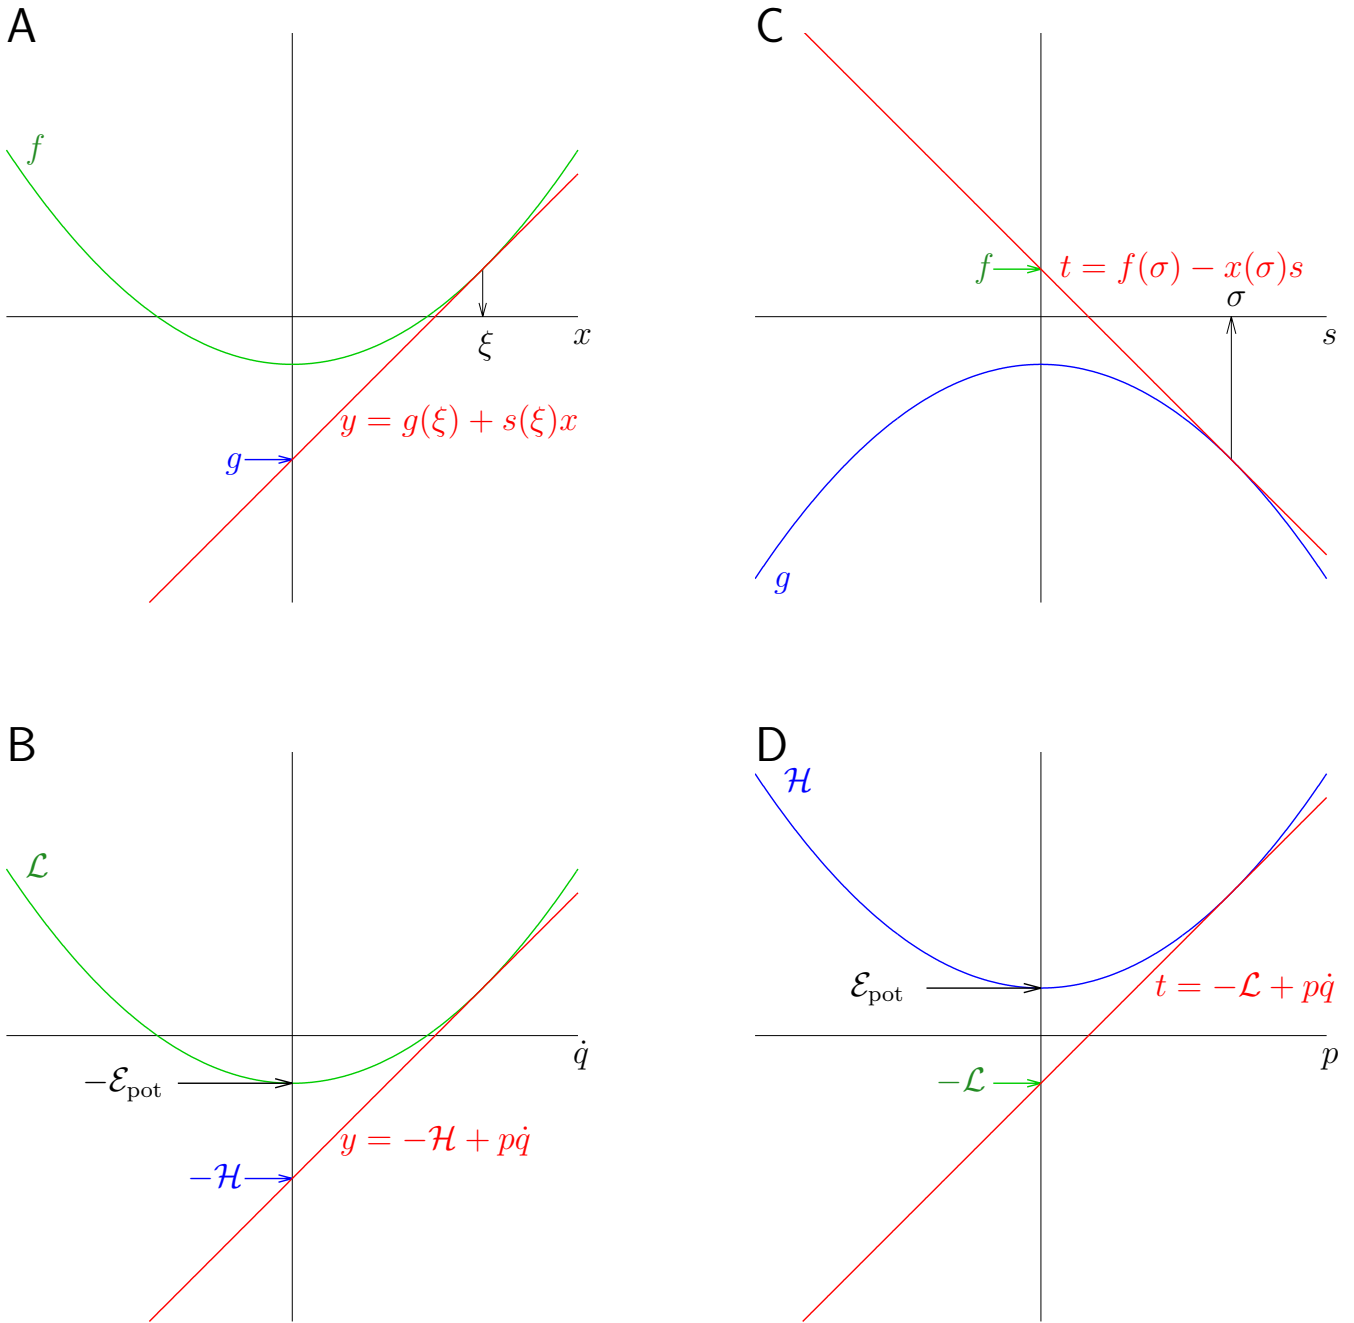 A
f
x
ξ
y = g(ξ) + s(ξ)x
g
C
f
t = f(σ) − x(σ)s
σ
s
g
B
ℒ
q̇
−ℰ_pot
y = −ℋ + pq̇
−ℋ
D
ℋ
ℰ_pot
t = −ℒ + pq̇
p
−ℒ